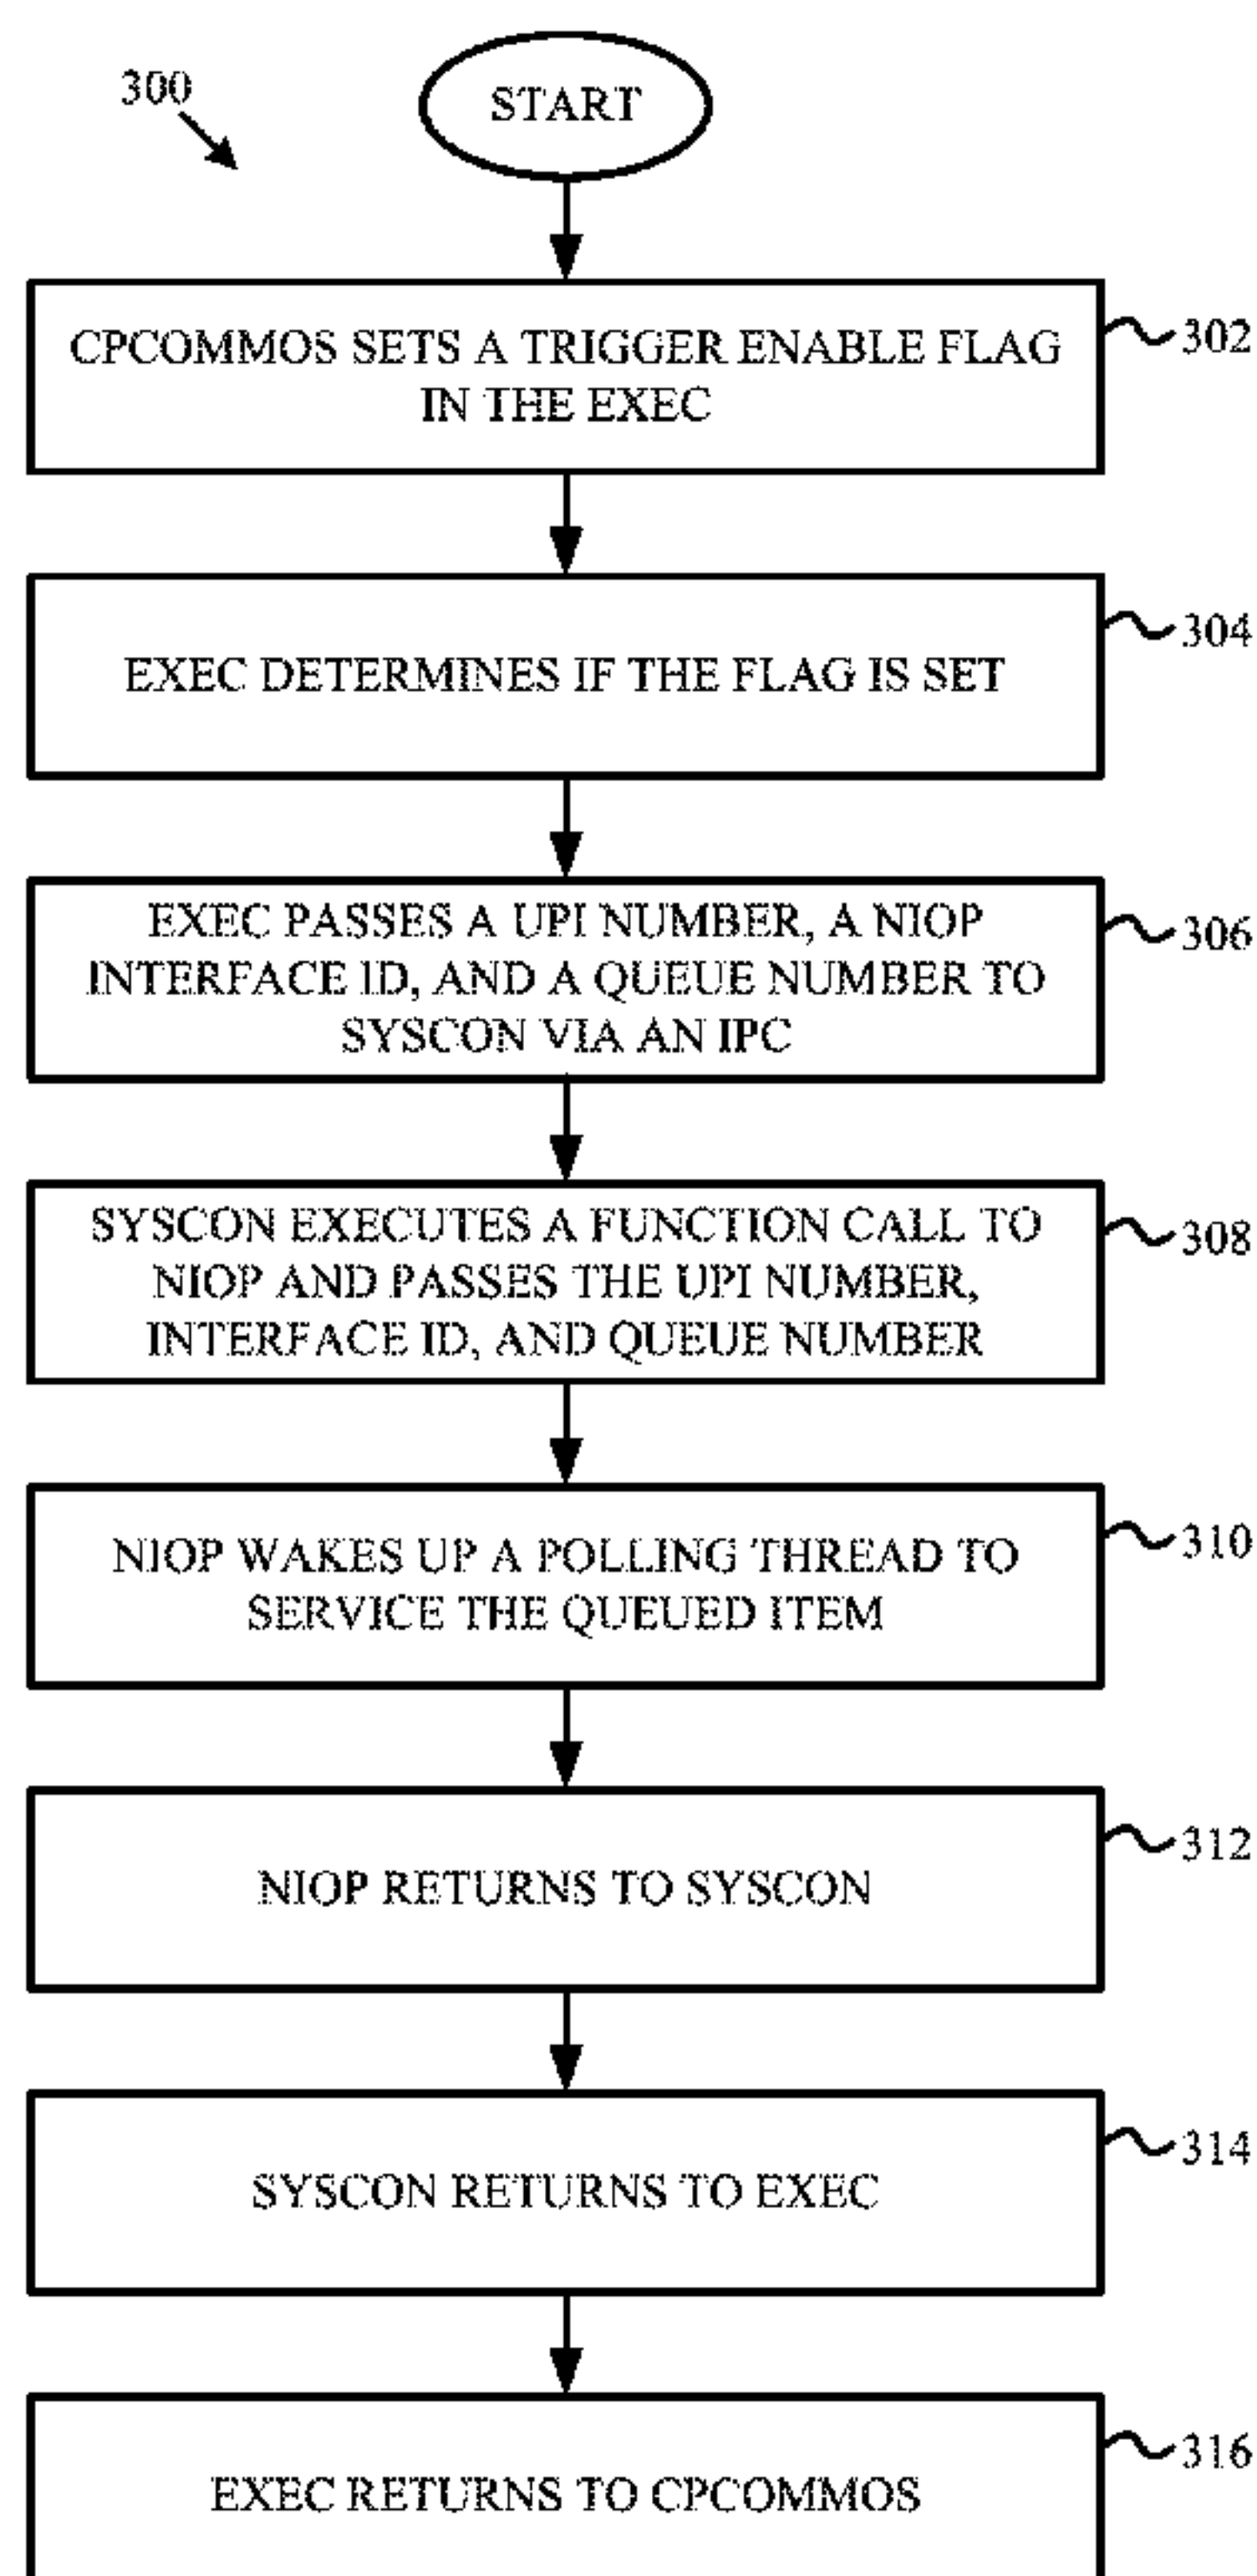 300
START
CPCOMMOS SETS A TRIGGER ENABLE FLAG
IN THE EXEC
302
EXEC DETERMINES IF THE FLAG IS SET
304
EXEC PASSES A UPI NUMBER, A NIOP
INTERFACE ID, AND A QUEUE NUMBER TO
SYSCON VIA AN IPC
306
SYSCON EXECUTES A FUNCTION CALL TO
NIOP AND PASSES THE UPI NUMBER,
INTERFACE ID, AND QUEUE NUMBER
308
NIOP WAKES UP A POLLING THREAD TO
SERVICE THE QUEUED ITEM
310
NIOP RETURNS TO SYSCON
312
SYSCON RETURNS TO EXEC
314
EXEC RETURNS TO CPCOMMOS
316